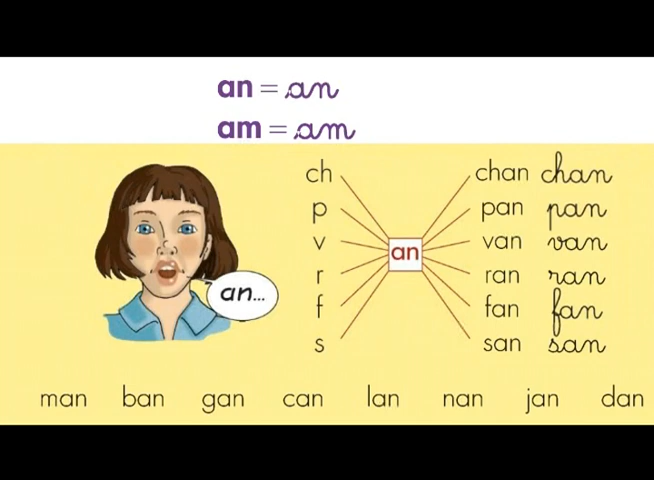 an = an
am = am
ch chan chan
p pan pan
v van van
an
r ran ran
an...
f fan fan
s san san
man ban gan can lan nan jan dan